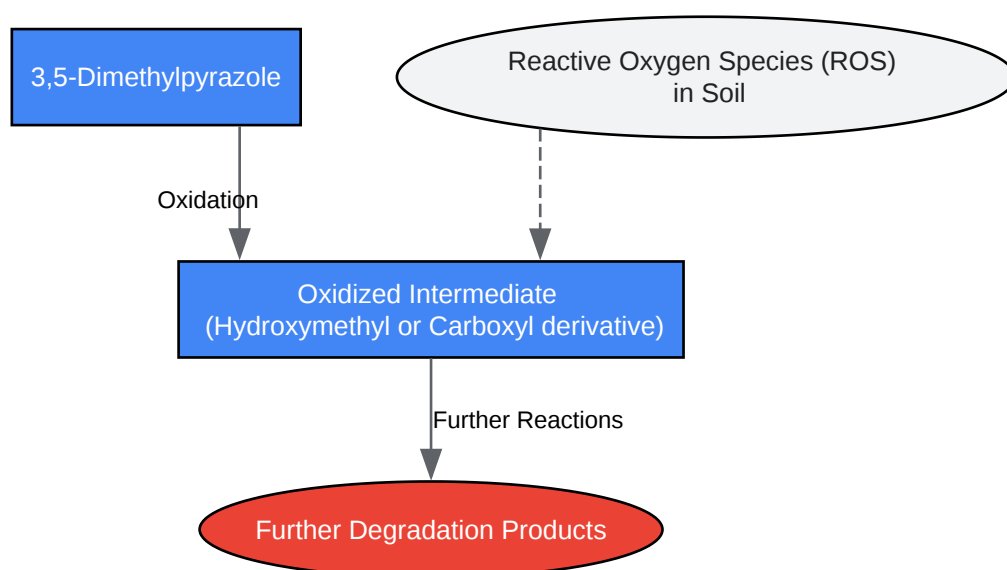 3,5-Dimethylpyrazole
Reactive Oxygen Species (ROS)
in Soil
Oxidation
Oxidized Intermediate
(Hydroxymethyl or Carboxyl derivative)
Further Reactions
Further Degradation Products